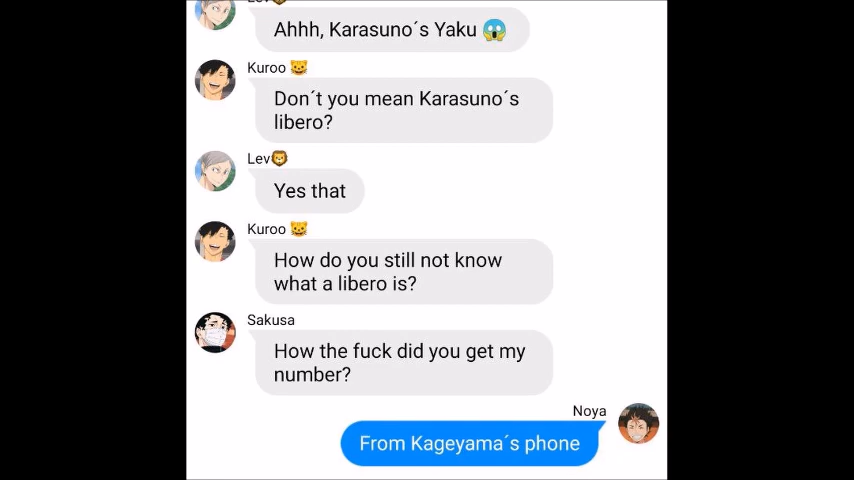 Lev🦁
Ahhh, Karasuno´s Yaku 😱
Kuroo 😺
Don´t you mean Karasuno´s
libero?
Lev🦁
Yes that
Kuroo 😺
How do you still not know
what a libero is?
Sakusa
How the fuck did you get my
number?
Noya
From Kageyama´s phone